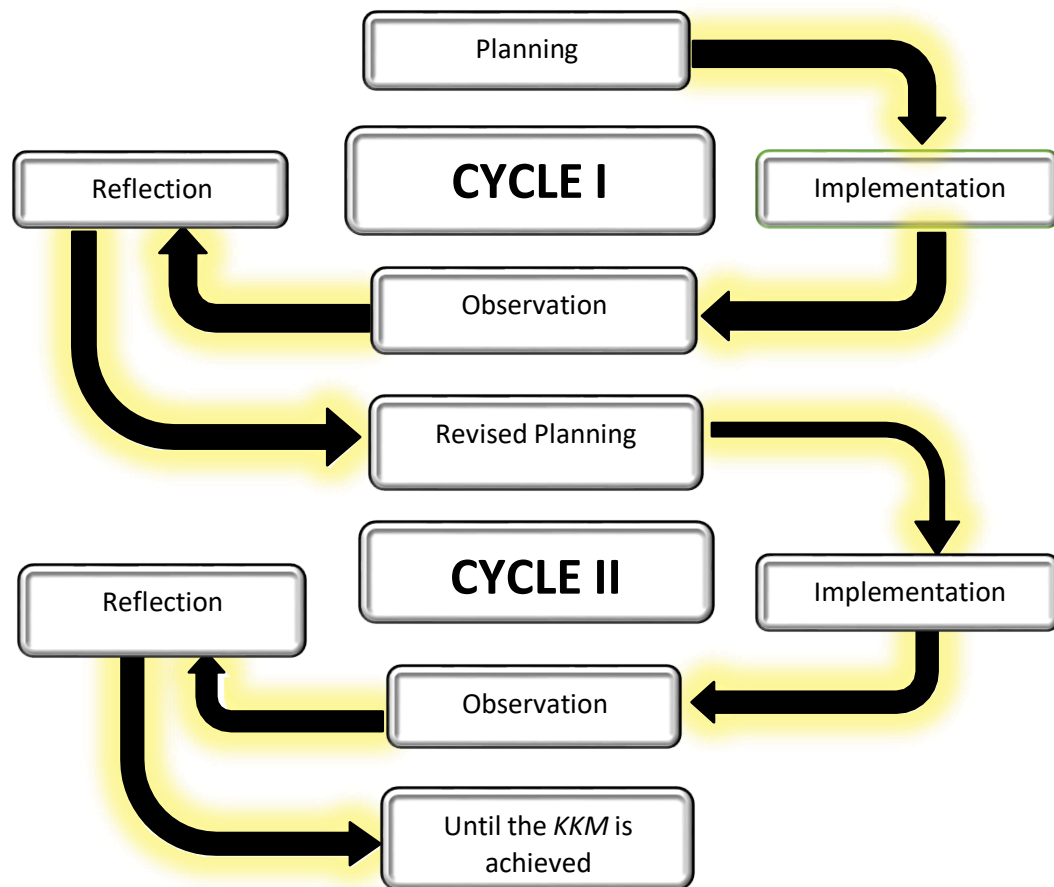 Planning
CYCLE I
Reflection
Implementation
Observation
Revised Planning
CYCLE II
Reflection
Implementation
Observation
Until the KKM is
achieved